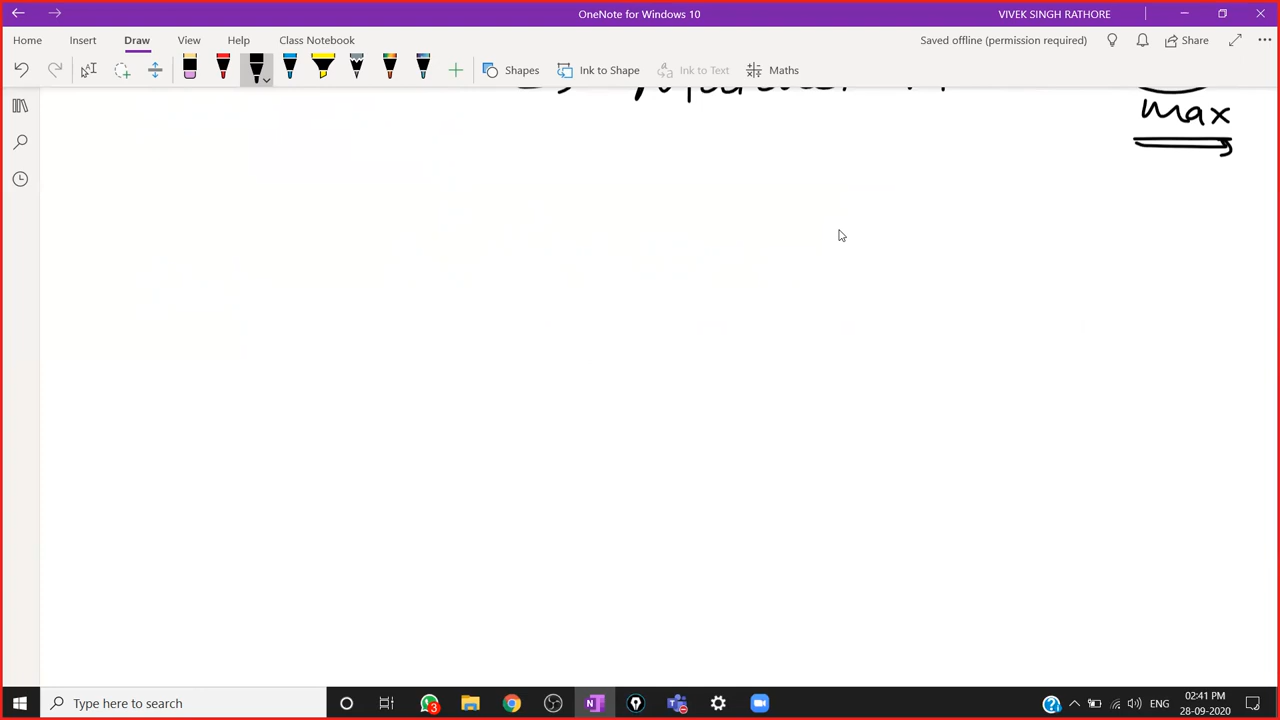 OneNote for Windows 10
VIVEK SINGH RATHORE
Home Insert Draw View Help Class Notebook
Saved offline (permission required) Share
Shapes Ink to Shape Ink to Text Maths
max
Type here to search
3
ENG
02:41 PM
28-09-2020